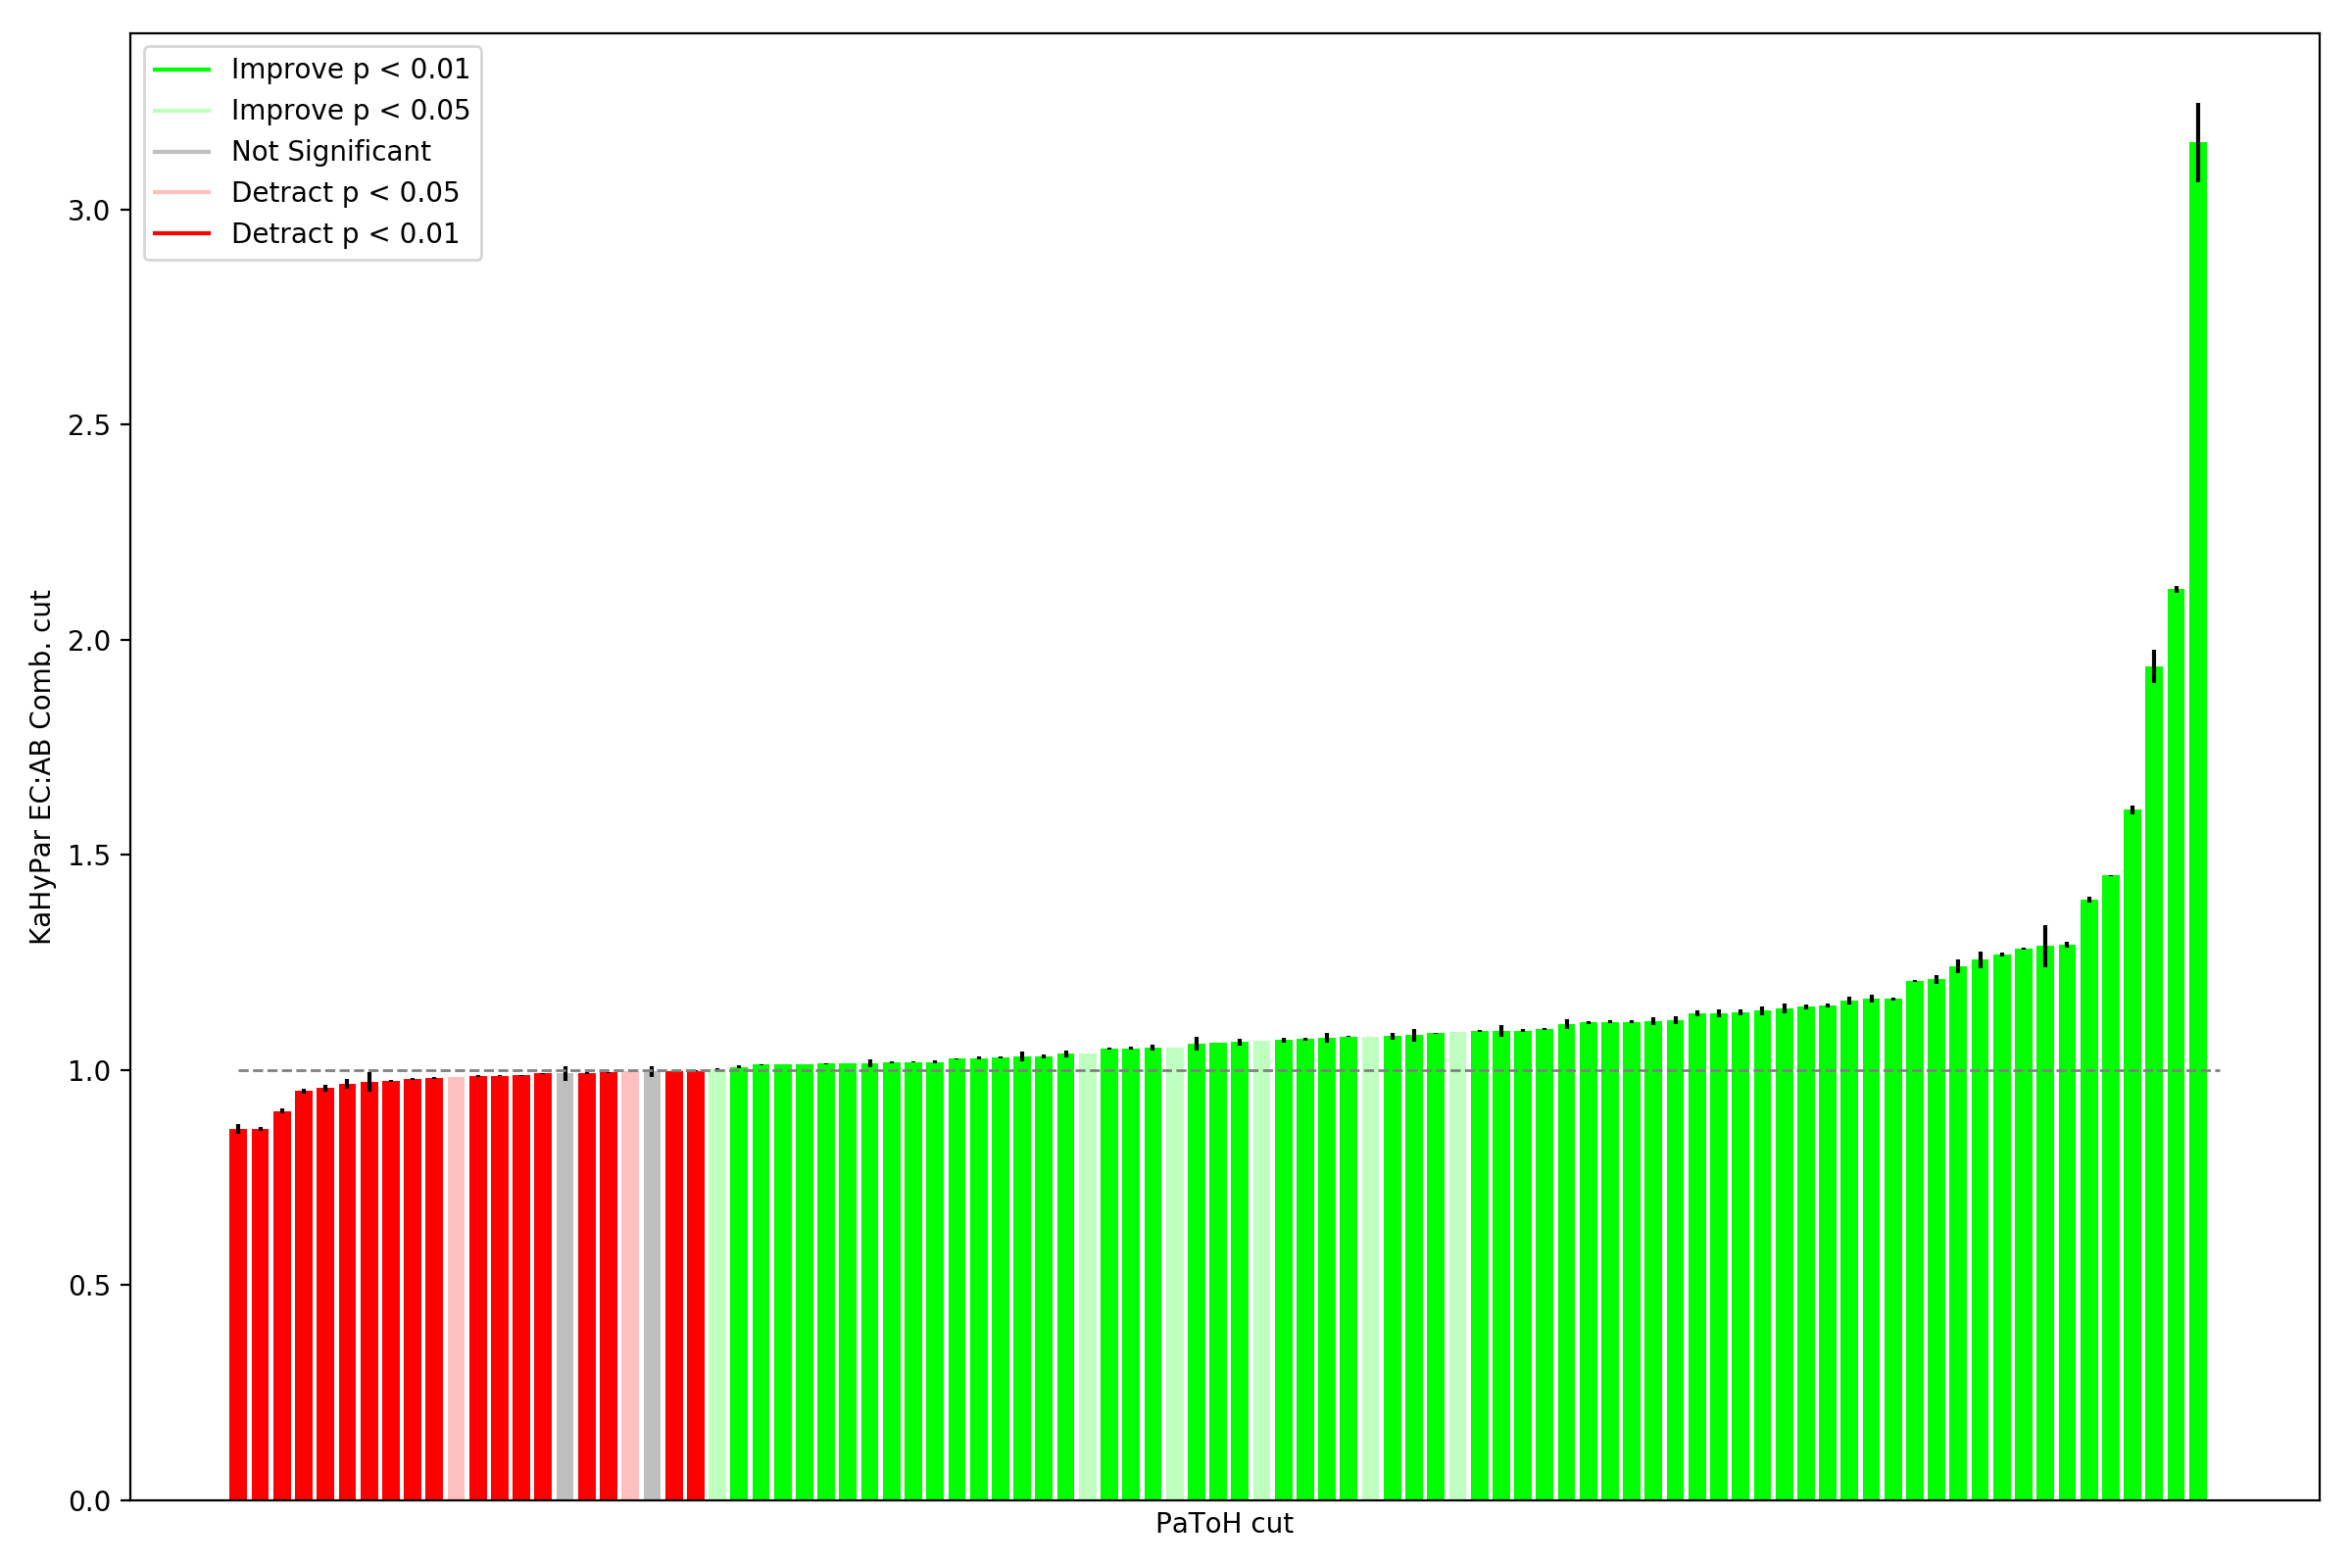 Improve p < 0.01
Improve p < 0.05
Not Significant
Detract p < 0.05
Detract p < 0.01
3.0
2.5
2.0
1.5
1.0
0.5
0.0
KaHyPar EC:AB Comb. cut
PaToH cut